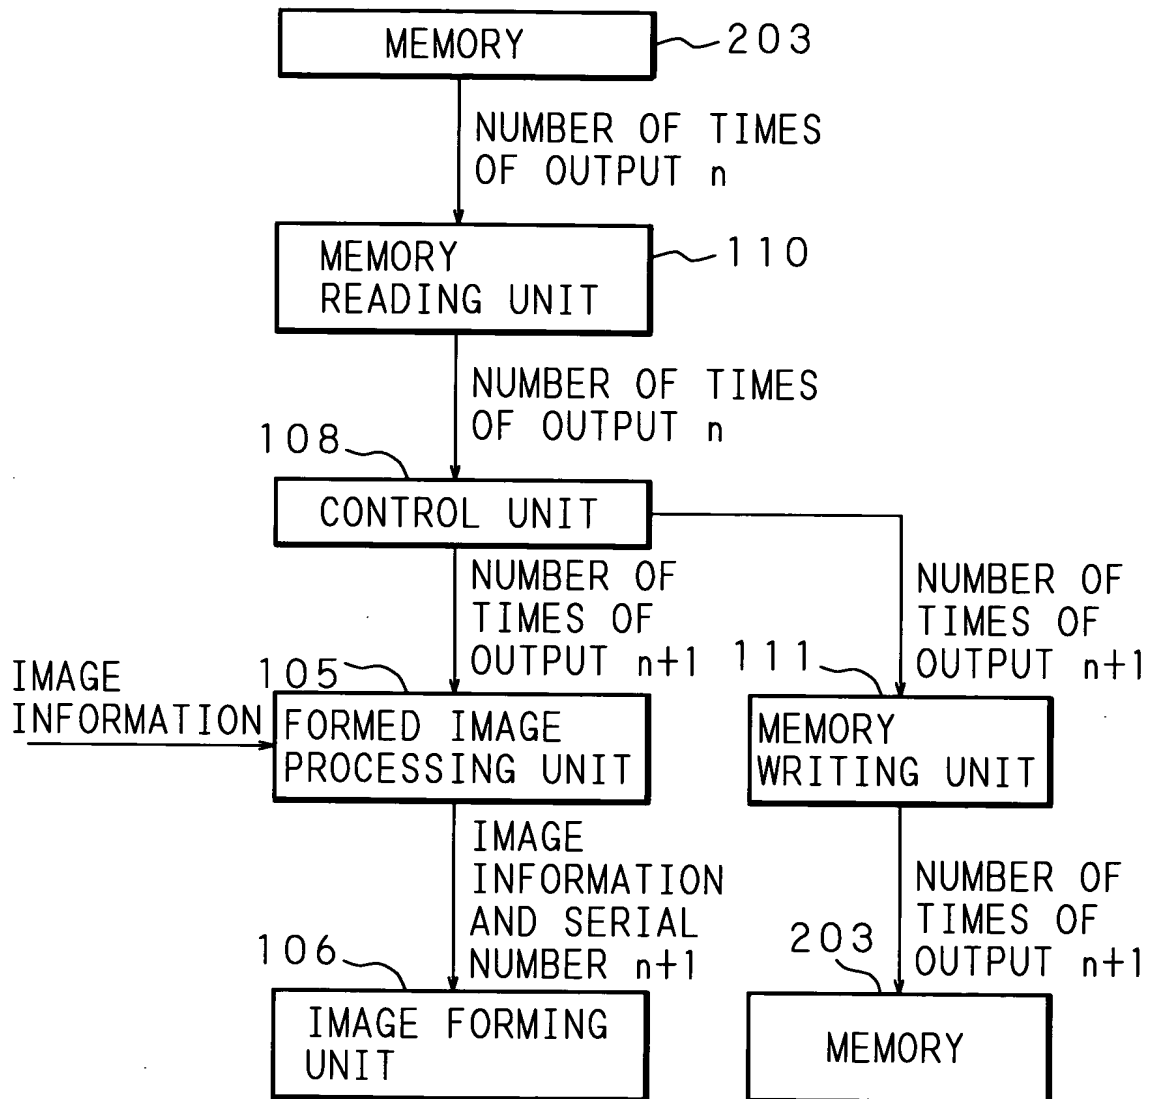 MEMORY
203
NUMBER OF TIMES
OF OUTPUT n
MEMORY
READING UNIT
110
NUMBER OF TIMES
OF OUTPUT n
108
CONTROL UNIT
NUMBER OF
TIMES OF
OUTPUT n+1
NUMBER OF
TIMES OF
OUTPUT n+1
IMAGE
INFORMATION
105
FORMED IMAGE
PROCESSING UNIT
111
MEMORY
WRITING UNIT
IMAGE
INFORMATION
AND SERIAL
NUMBER n+1
NUMBER OF
TIMES OF
OUTPUT n+1
106
IMAGE FORMING
UNIT
203
MEMORY